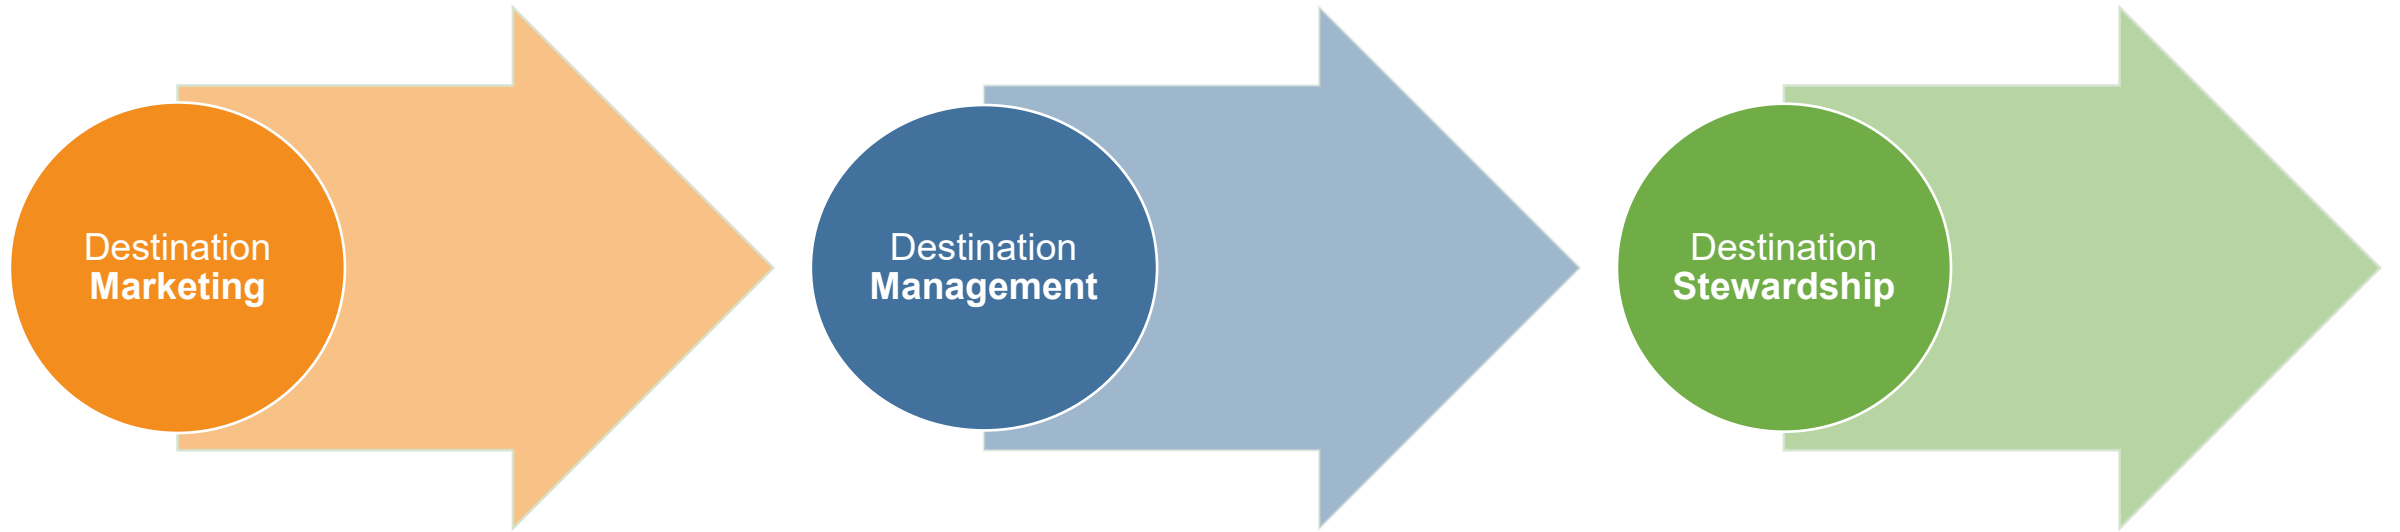 Destination
Marketing
Destination
Management
Destination
Stewardship